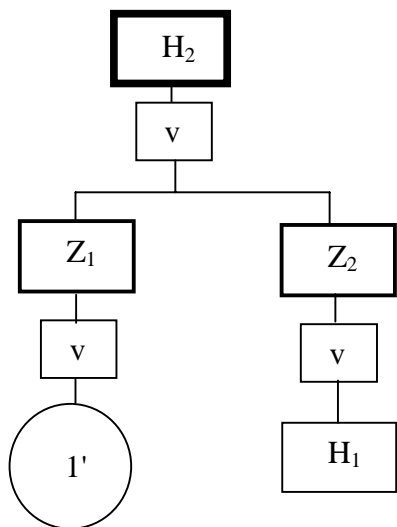 H₂
v
Z₁ Z₂
v v
1' H₁